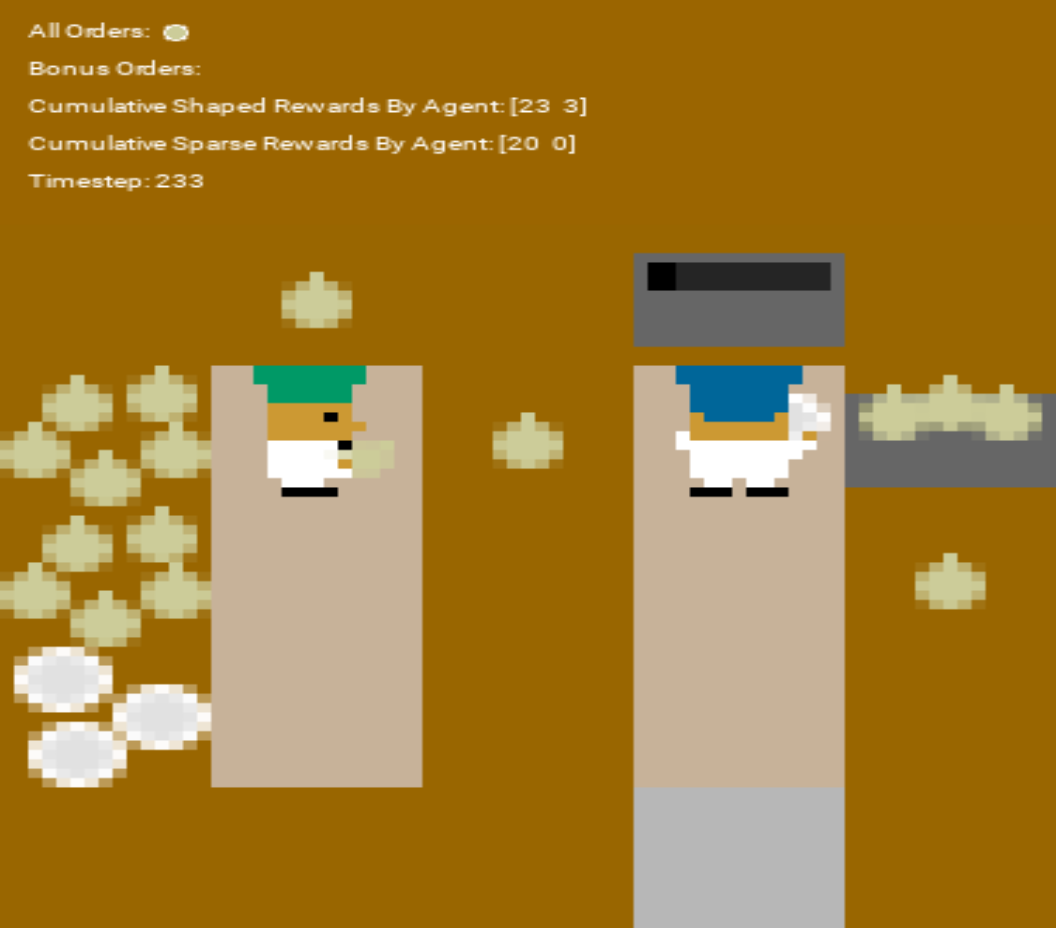 All Orders:
Bonus Orders:
Cumulative Shaped Rewards By Agent: [23 3]
Cumulative Sparse Rewards By Agent: [20 0]
Timestep: 233